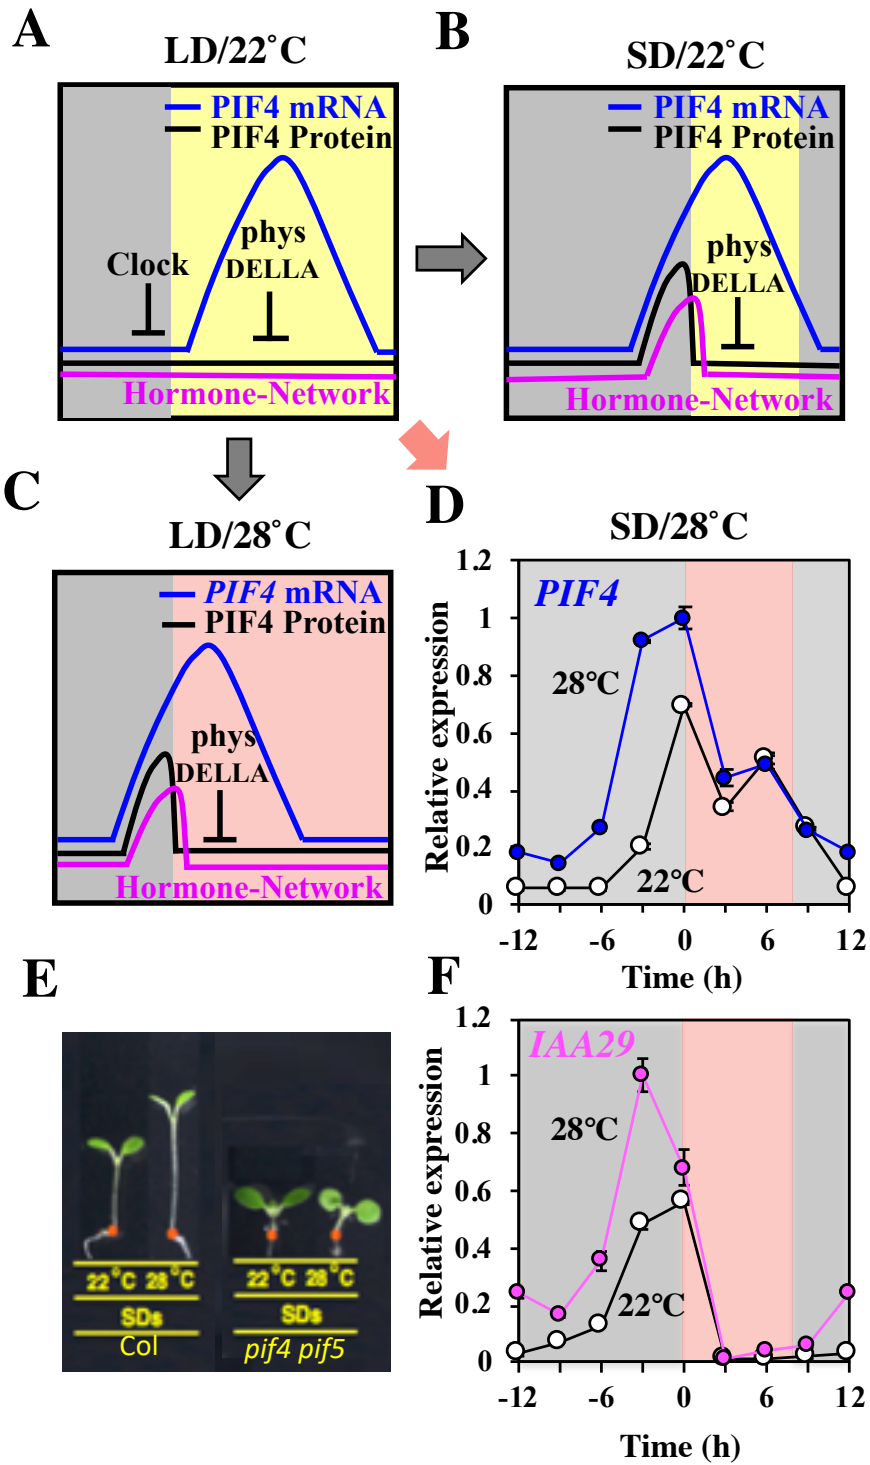 A
LD/22˚C
PIF4 mRNA
PIF4 Protein
Clock
phys
DELLA
Hormone-Network
B
SD/22˚C
PIF4 mRNA
PIF4 Protein
phys
DELLA
Hormone-Network
C
LD/28˚C
PIF4 mRNA
PIF4 Protein
phys
DELLA
Hormone-Network
D
SD/28˚C
Relative expression
1.2
1
0.8
0.6
0.4
0.2
0
PIF4
28℃
22℃
-12 -6 0 6 12
Time (h)
E
22°C 28°C
SDs
Col
22°C 28°C
SDs
pif4 pif5
F
Relative expression
1.2
1
0.8
0.6
0.4
0.2
0
IAA29
28℃
22℃
-12 -6 0 6 12
Time (h)